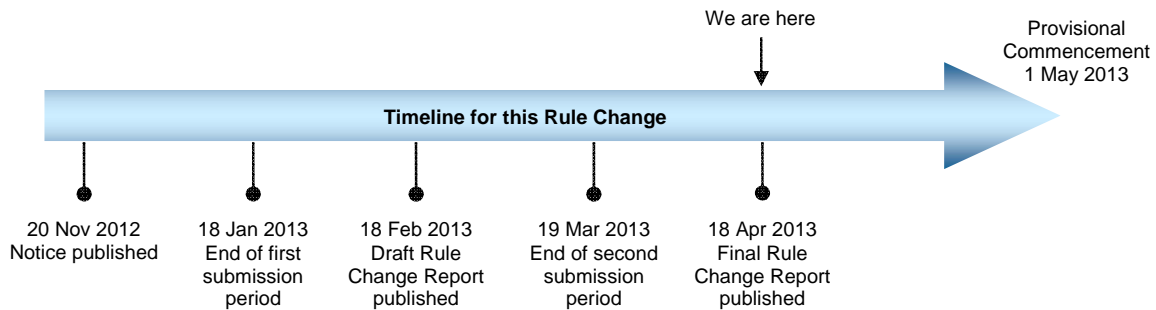 We are here
Provisional
Commencement
1 May 2013
Timeline for this Rule Change
20 Nov 2012
Notice published
18 Jan 2013
End of first
submission
period
18 Feb 2013
Draft Rule
Change Report
published
19 Mar 2013
End of second
submission
period
18 Apr 2013
Final Rule
Change Report
published